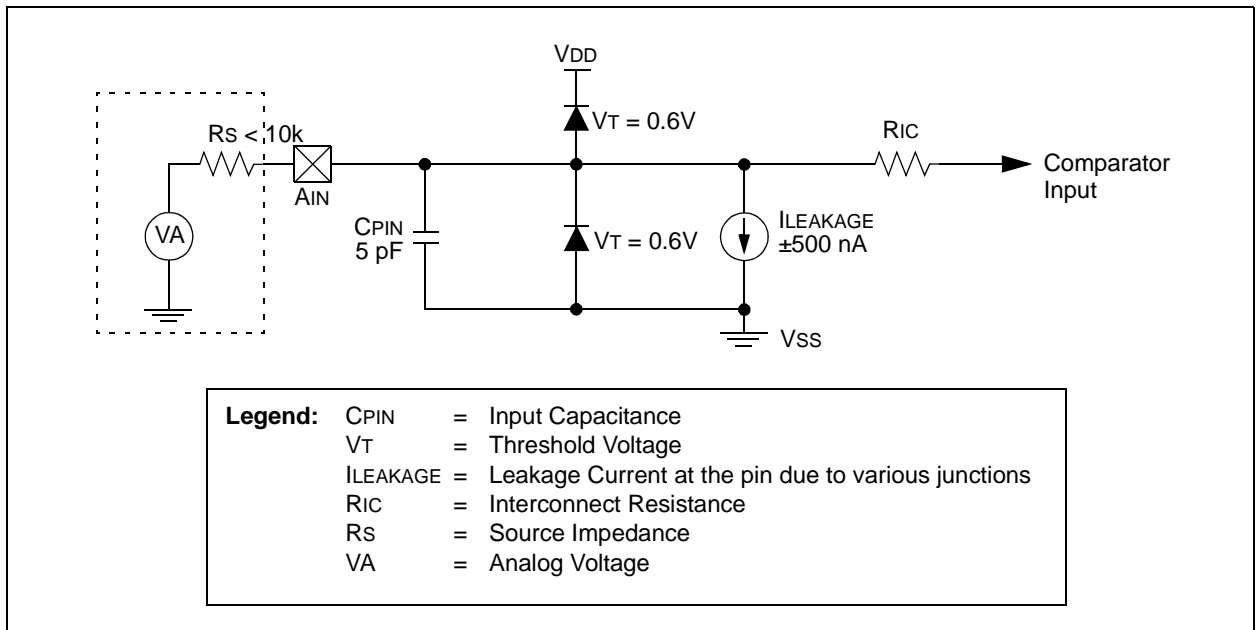 VDD
VT = 0.6V
RS < 10k
RIC
Comparator
Input
AIN
VA
CPIN
5 pF
VT = 0.6V
ILEAKAGE
±500 nA
VSS
Legend: CPIN = Input Capacitance
VT = Threshold Voltage
ILEAKAGE = Leakage Current at the pin due to various junctions
RIC = Interconnect Resistance
RS = Source Impedance
VA = Analog Voltage